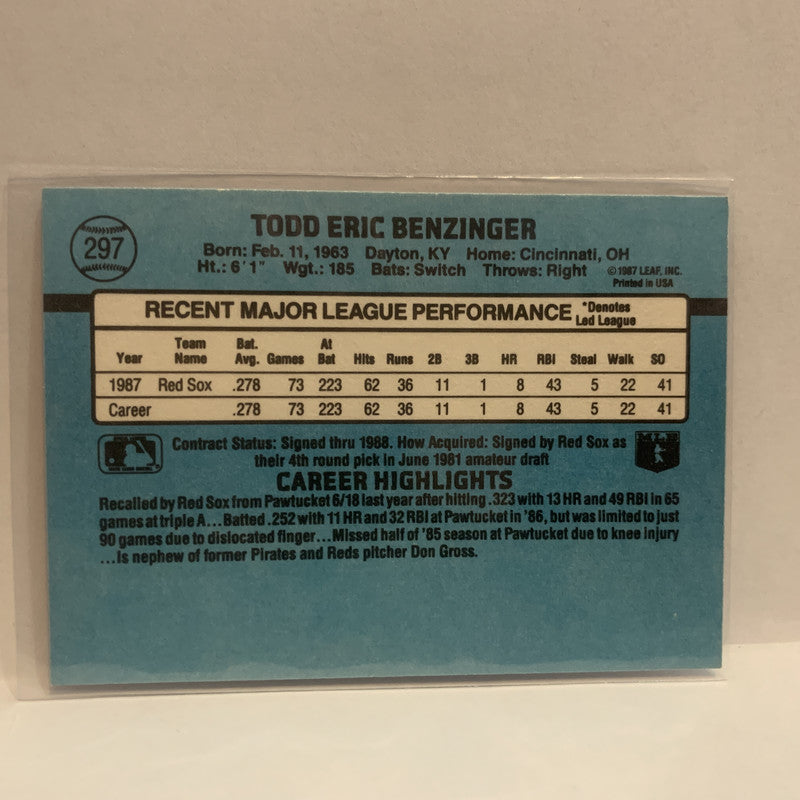 297
TODD ERIC BENZINGER
Born: Feb. 11, 1963 Dayton, KY Home: Cincinnati, OH
Ht.: 6'1" Wgt.: 185 Bats: Switch Throws: Right
©1987 LEAF, INC.
Printed in USA
RECENT MAJOR LEAGUE PERFORMANCE *Denotes Led League
Year Team Name Bat. Avg. Games At Bat Hits Runs 2B 3B HR RBI Steal Walk SO
1987 Red Sox .278 73 223 62 36 11 1 8 43 5 22 41
Career .278 73 223 62 36 11 1 8 43 5 22 41
Contract Status: Signed thru 1988. How Acquired: Signed by Red Sox as
their 4th round pick in June 1981 amateur draft
CAREER HIGHLIGHTS
Recalled by Red Sox from Pawtucket 6/18 last year after hitting .323 with 13 HR and 49 RBI in 65
games at triple A...Batted .252 with 11 HR and 32 RBI at Pawtucket in '86, but was limited to just
90 games due to dislocated finger...Missed half of '85 season at Pawtucket due to knee injury
...Is nephew of former Pirates and Reds pitcher Don Gross.